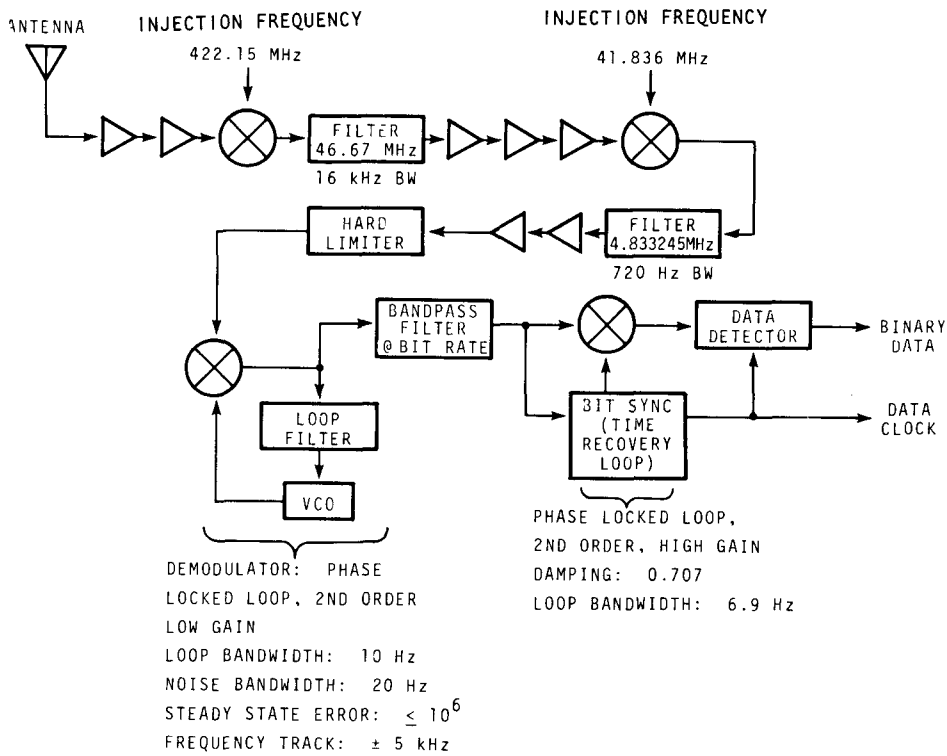 ANTENNA
INJECTION FREQUENCY
422.15 MHz
INJECTION FREQUENCY
41.836 MHz
FILTER
46.67 MHz
16 kHz BW
HARD
LIMITER
FILTER
4.833245MHz
720 Hz BW
BANDPASS
FILTER
@ BIT RATE
DATA
DETECTOR
BINARY
DATA
LOOP
FILTER
VCO
BIT SYNC
(TIME
RECOVERY
LOOP)
DATA
CLOCK
DEMODULATOR: PHASE
LOCKED LOOP, 2ND ORDER
LOW GAIN
LOOP BANDWIDTH: 10 Hz
NOISE BANDWIDTH: 20 Hz
STEADY STATE ERROR: ≤ 10⁶
FREQUENCY TRACK: ± 5 kHz
PHASE LOCKED LOOP,
2ND ORDER, HIGH GAIN
DAMPING: 0.707
LOOP BANDWIDTH: 6.9 Hz